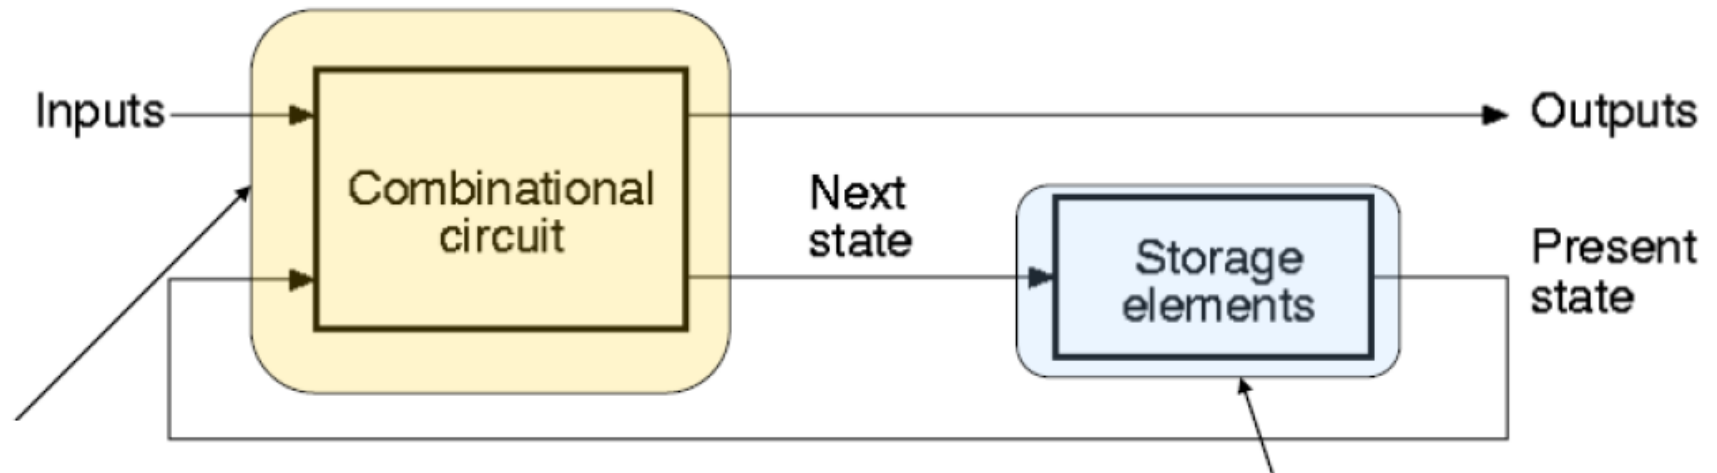 Inputs
Combinational
circuit
Next
state
Storage
elements
Outputs
Present
state